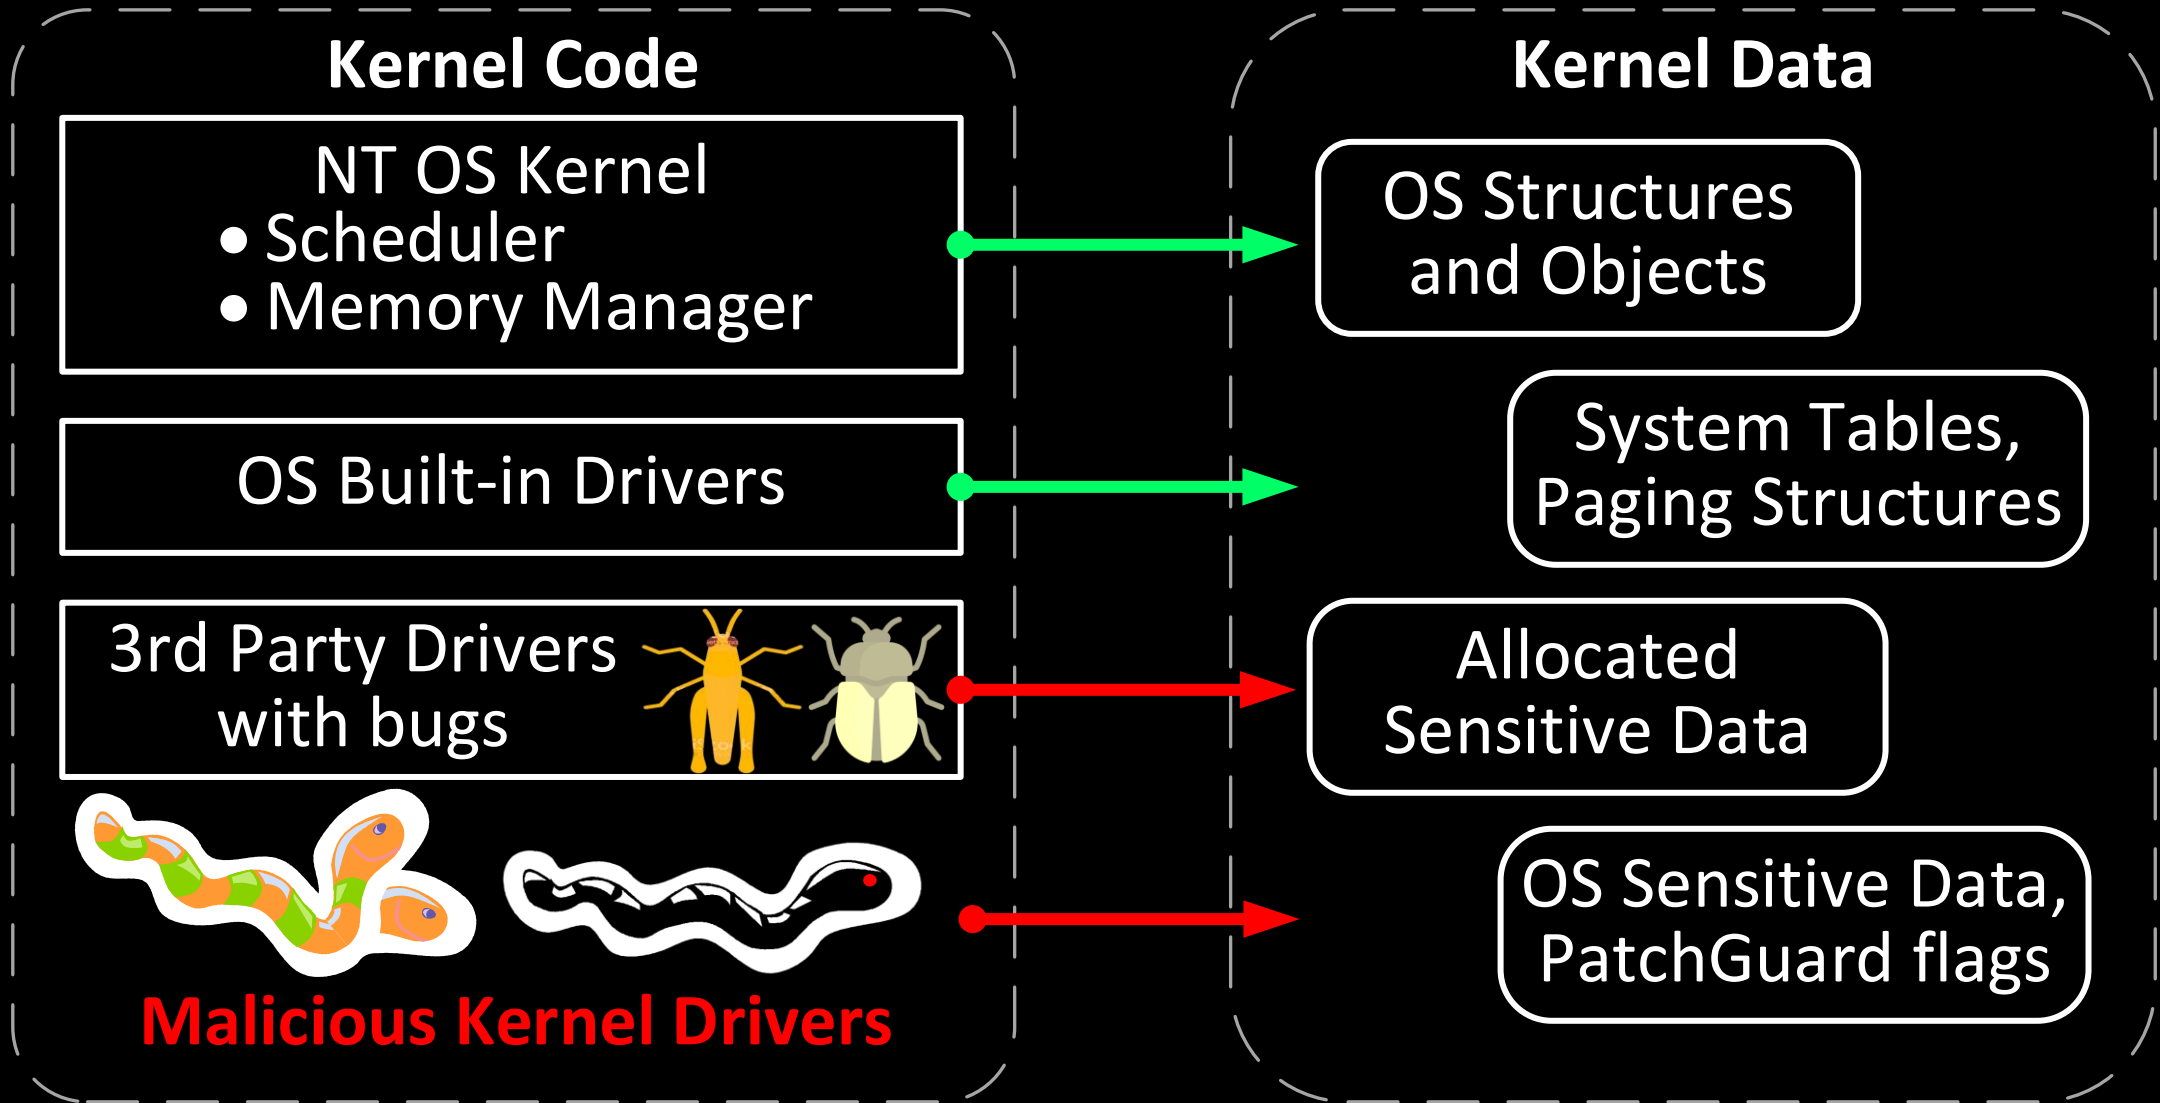 Kernel Code
NT OS Kernel
• Scheduler
• Memory Manager
OS Built-in Drivers
3rd Party Drivers
with bugs
Malicious Kernel Drivers
Kernel Data
OS Structures
and Objects
System Tables,
Paging Structures
Allocated
Sensitive Data
OS Sensitive Data,
PatchGuard flags